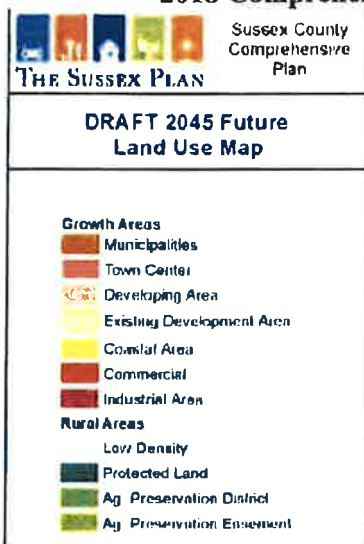 2018 Comprehen
Sussex County
Comprehensive
Plan
THE SUSSEX PLAN
DRAFT 2045 Future
Land Use Map
Growth Areas
Municipalities
Town Center
Developing Area
Existing Development Area
Coastal Area
Commercial
Industrial Area
Rural Areas
Low Density
Protected Land
Ag. Preservation District
Ag. Preservation Easement